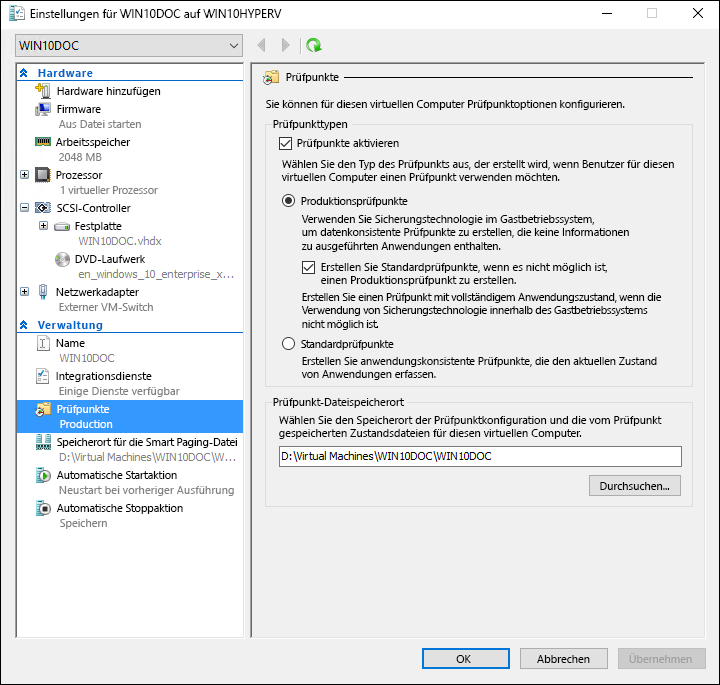 Einstellungen für WIN10DOC auf WIN10HYPERV
WIN10DOC
Hardware
Hardware hinzufügen
Firmware
Aus Datei starten
Arbeitsspeicher
2048 MB
Prozessor
1 virtueller Prozessor
SCSI-Controller
Festplatte
WIN10DOC.vhdx
DVD-Laufwerk
en_windows_10_enterprise_x...
Netzwerkadapter
Externer VM-Switch
Verwaltung
Name
WIN10DOC
Integrationsdienste
Einige Dienste verfügbar
Prüfpunkte
Production
Speicherort für die Smart Paging-Datei
D:\Virtual Machines\WIN10DOC\W...
Automatische Startaktion
Neustart bei vorheriger Ausführung
Automatische Stoppaktion
Speichern
Prüfpunkte
Sie können für diesen virtuellen Computer Prüfpunktoptionen konfigurieren.
Prüfpunkttypen
Prüfpunkte aktivieren
Wählen Sie den Typ des Prüfpunkts aus, der erstellt wird, wenn Benutzer für diesen
virtuellen Computer einen Prüfpunkt verwenden möchten.
Produktionsprüfpunkte
Verwenden Sie Sicherungstechnologie im Gastbetriebssystem,
um datenkonsistente Prüfpunkte zu erstellen, die keine Informationen
zu ausgeführten Anwendungen enthalten.
Erstellen Sie Standardprüfpunkte, wenn es nicht möglich ist,
einen Produktionsprüfpunkt zu erstellen.
Erstellen Sie einen Prüfpunkt mit vollständigem Anwendungszustand, wenn die
Verwendung von Sicherungstechnologie innerhalb des Gastbetriebssystems
nicht möglich ist.
Standardprüfpunkte
Erstellen Sie anwendungskonsistente Prüfpunkte, die den aktuellen Zustand
von Anwendungen erfassen.
Prüfpunkt-Dateispeicherort
Wählen Sie den Speicherort der Prüfpunktkonfiguration und die vom Prüfpunkt
gespeicherten Zustandsdateien für diesen virtuellen Computer.
D:\Virtual Machines\WIN10DOC\WIN10DOC
Durchsuchen...
OK
Abbrechen
Übernehmen